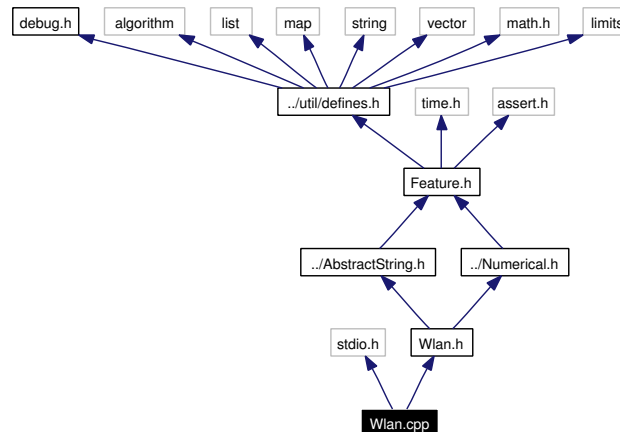 debug.h algorithm list map string vector math.h limits
../util/defines.h time.h assert.h
Feature.h
../AbstractString.h ../Numerical.h
stdio.h Wlan.h
Wlan.cpp